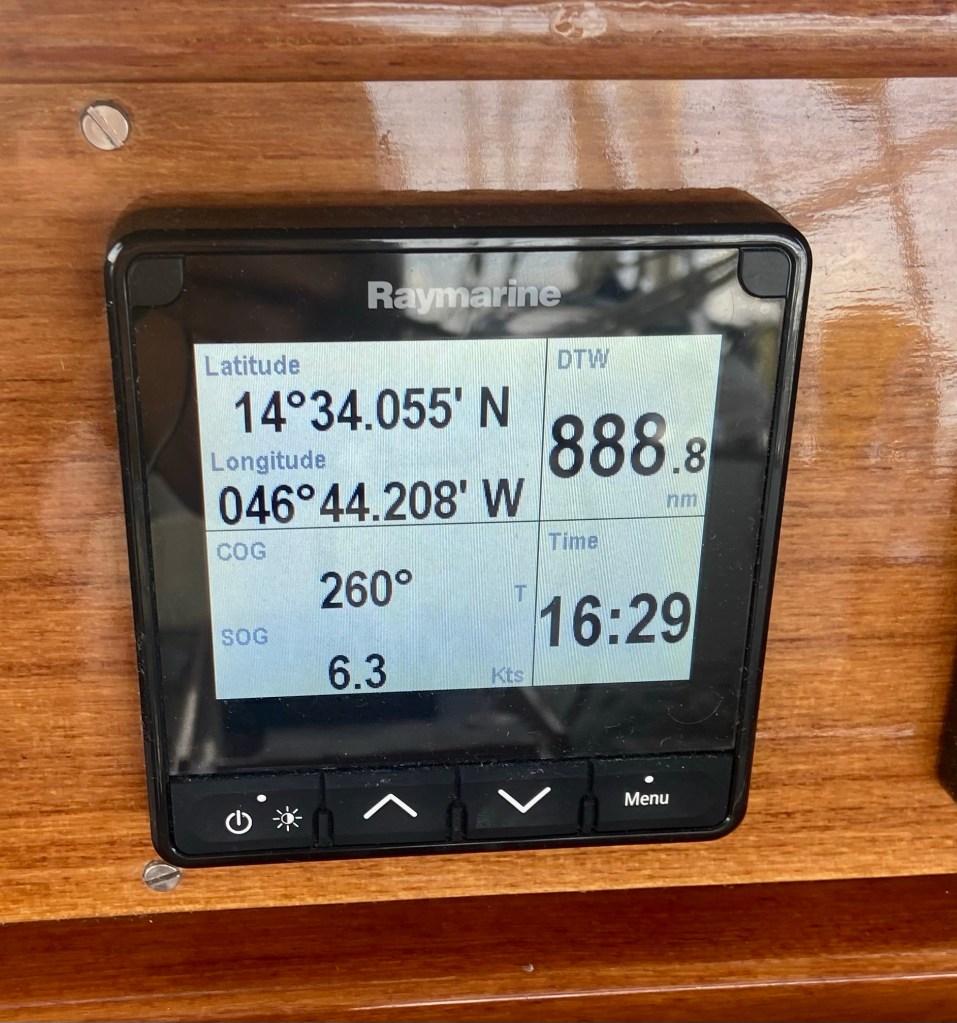 Raymarine
Latitude
14°34.055' N
Longitude
046°44.208' W
DTW
888.8
nm
COG
260° T
SOG
6.3 Kts
Time
16:29
Menu